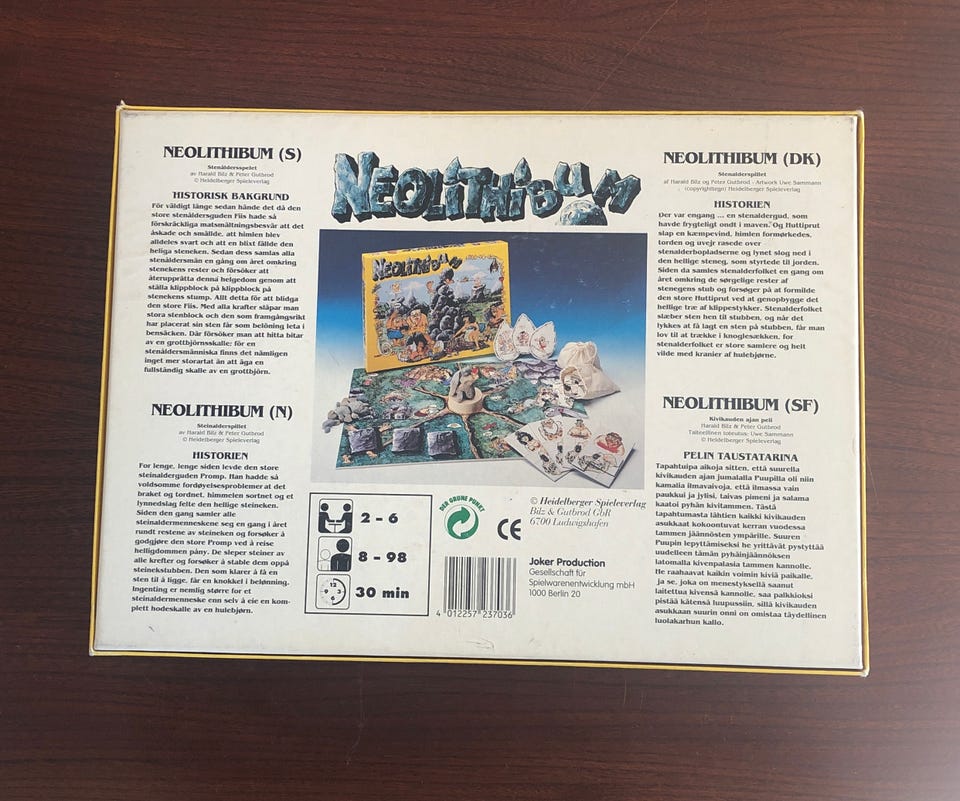 NEOLITHIBUM (S)
Stenåldersspelet
av Harald Bilz & Peter Gutbrod
© Heidelberger Spieleverlag
HISTORISK BAKGRUND
För väldigt länge sedan hände det då den
store stenåldersguden Fiis hade så
förskräckliga matsmältningsbesvär att det
åskade och smällde, att himlen blev
alldeles svart och att en blixt fällde den
heliga steneken. Sedan dess samlas alla
stenåldersmän en gång om året omkring
stenekens rester och försöker att
återupprätta denna helgedom genom att
ställa klippblock på klippblock på
stenekens stump. Allt detta för att blidga
den store Fiis. Med alla krafter släpar man
stora stenblock och den som framgångsrikt
har placerat sin sten får som belöning leta i
bensäcken. Där försöker man att hitta bitar
av en grottbjörnsskalle: för en
stenåldersmänniska finns det nämligen
inget mer storartat än att äga en
fullständig skalle av en grottbjörn.
NEOLITHIBUM (N)
Steinalderspillet
av Harald Bilz & Peter Gutbrod
© Heidelberger Spieleverlag
HISTORIEN
For lenge, lenge siden levde den store
steinalderguden Promp. Han hadde så
voldsomme fordøyelsesproblemer at det
braket og tordnet, himmelen sortnet og et
lynnedslag felte den hellige steineken.
Siden den gang samler alle
steinaldermenneskene seg en gang i året
rundt restene av steineken og forsøker å
godgjøre den store Promp ved å reise
helligdommen påny. De sleper steiner av
alle krefter og forsøker å stable dem oppå
steinekstubben. Den som klarer å få en
sten til å ligge, får en knokkel i belønning.
Ingenting er nemlig større for et
steinaldermenneske enn selv å eie en kom-
plett hodeskalle av en hulebjørn.
NEOLITHIBUM
NEOLITHIBUM
2 - 6
8 - 98
30 min
DER GRÜNE PUNKT
CE
© Heidelberger Spieleverlag
Bilz & Gutbrod GbR
6700 Ludwigshafen
4 012257 237036
Joker Production
Gesellschaft für
Spielwarenentwicklung mbH
1000 Berlin 20
NEOLITHIBUM (DK)
Stenalderspillet
af Harald Bilz og Peter Gutbrod - Artwork Uwe Sammann
(copyrighttegn) Heidelberger Spieleverlag
HISTORIEN
Der var engang ... en stenaldergud, som
havde frygteligt ondt i maven. Og Huttiprut
slap en kæmpevind, himlen formørkedes,
torden og uvejr rasede over
stenalderbopladserne og lynet slog ned i
den hellige steneg, som styrtede til jorden.
Siden da samles stenalderfolket en gang om
året omkring de sørgelige rester af
stenegens stub og forsøger på at formilde
den store Huttiprut ved at genopbygge det
hellige træ af klippestykker. Stenalderfolket
slæber sten hen til stubben, og når det
lykkes at få lagt en sten på stubben, får man
lov til at trække i knoglesækken, for
stenalderfolket er store samlere og helt
vilde med kranier af hulebjørne.
NEOLITHIBUM (SF)
Kivikauden ajan peli
Harald Bilz & Peter Gutbrod
Taiteellinen toteutus: Uwe Sammann
© Heidelberger Spieleverlag
PELIN TAUSTATARINA
Tapahtuipa aikoja sitten, että suurella
kivikauden ajan jumalalla Puupilla oli niin
kamalia ilmavaivoja, että ilmassa vain
paukkui ja jylisi, taivas pimeni ja salama
kaatoi pyhän kivitammen. Tästä
tapahtumasta lähtien kaikki kivikauden
asukkaat kokoontuvat kerran vuodessa
tammen jäännösten ympärille. Suuren
Puupin lepyttämiseksi he yrittävät pystyttää
uudelleen tämän pyhäinjäännöksen
latomalla kivenpalasia tammen kannolle.
He raahaavat kaikin voimin kiviä paikalle,
ja se, joka on menestyksellä saanut
laitettua kivensä kannolle, saa palkkioksi
pistää kätensä luupussiin, sillä kivikauden
asukkaan suurin onni on omistaa täydellinen
luolakarhun kallo.